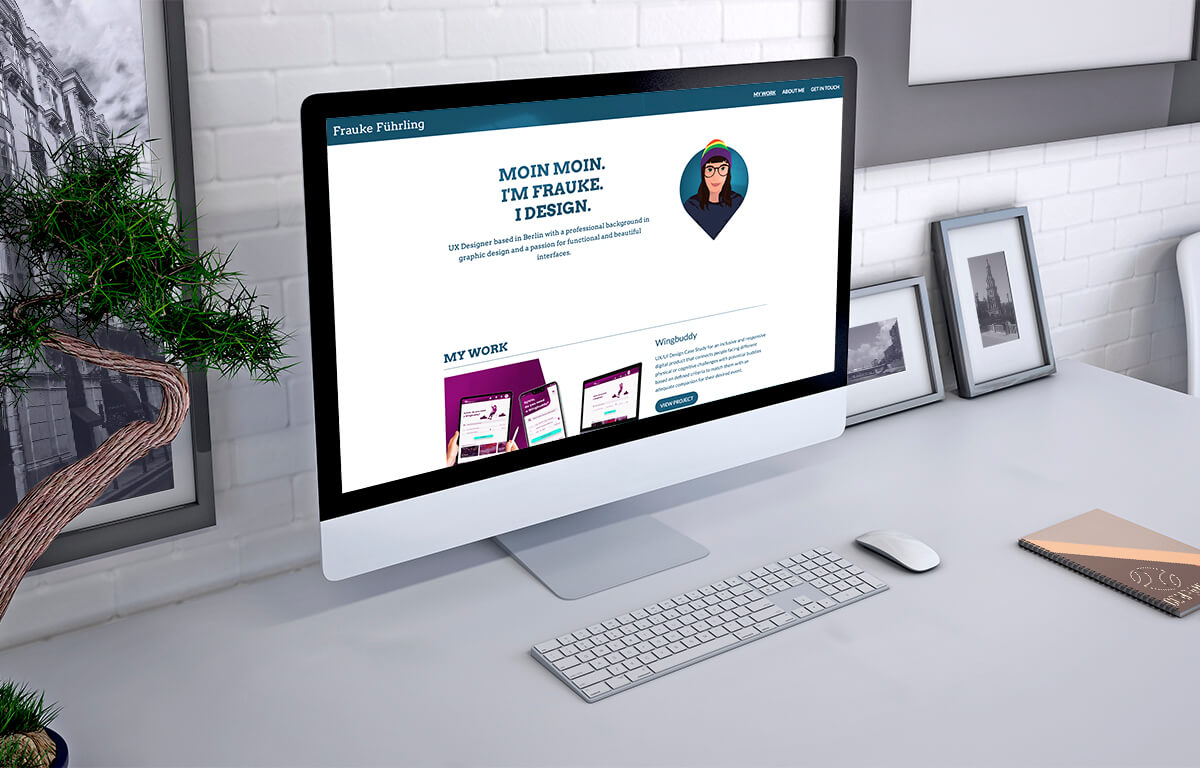 Frauke Führling
MY WORK ABOUT ME GET IN TOUCH
MOIN MOIN.
I'M FRAUKE.
I DESIGN.
UX Designer based in Berlin with a professional background in
graphic design and a passion for functional and beautiful
interfaces.
MY WORK
Wingbuddy
UX/UI Design Case Study for an inclusive and responsive
digital product that connects people facing different
physical or cognitive challenges with potential buddies
based on defined criteria to match them with an
adequate companion for their desired event.
VIEW PROJECT